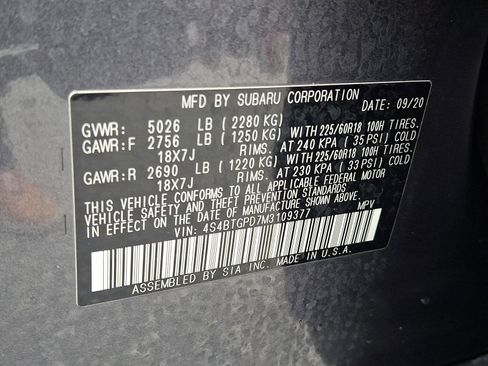 MFD BY SUBARU CORPORATION
DATE: 09/20
GVWR: 5026 LB ( 2280 KG)
GAWR:F 2756 LB ( 1250 KG) WITH 225/60R18 100H TIRES.
18X7J RIMS. AT 240 KPA ( 35 PSI) COLD
GAWR:R 2690 LB ( 1220 KG) WITH 225/60R18 100H TIRES.
18X7J RIMS. AT 230 KPA ( 33 PSI) COLD
THIS VEHICLE CONFORMS TO ALL APPLICABLE FEDERAL MOTOR
VEHICLE SAFETY AND THEFT PREVENTION STANDARDS
IN EFFECT ON THE DATE OF MANUFACTURE SHOWN ABOVE.
VIN: 4S4BTGPD7M3109377 MPV
ASSEMBLED BY SIA INC. MADE IN U.S.A.